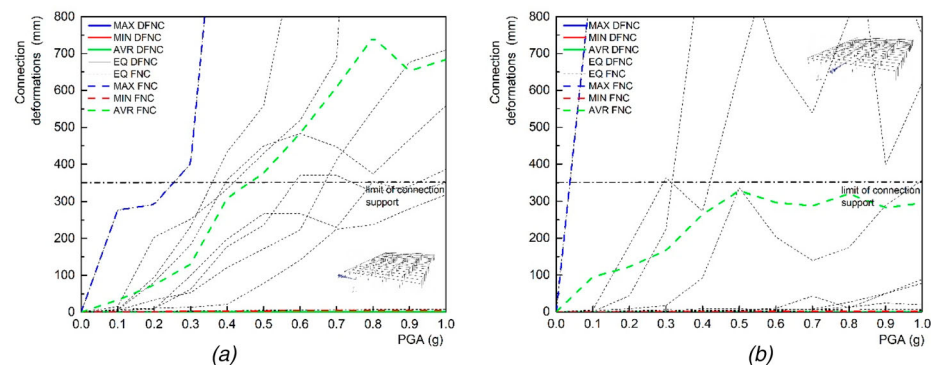 800
700
600
500
400
300
200
100
0
Connection
deformations (mm)
MAX DFNC
MIN DFNC
AVR DFNC
EQ DFNC
EQ FNC
MAX FNC
MIN FNC
AVR FNC
limit of connection
support
0.0 0.1 0.2 0.3 0.4 0.5 0.6 0.7 0.8 0.9 1.0
PGA (g)
(a)
800
700
600
500
400
300
200
100
0
Connection
deformations (mm)
MAX DFNC
MIN DFNC
AVR DFNC
EQ DFNC
EQ FNC
MAX FNC
MIN FNC
AVR FNC
limit of connection
support
0.0 0.1 0.2 0.3 0.4 0.5 0.6 0.7 0.8 0.9 1.0
PGA (g)
(b)